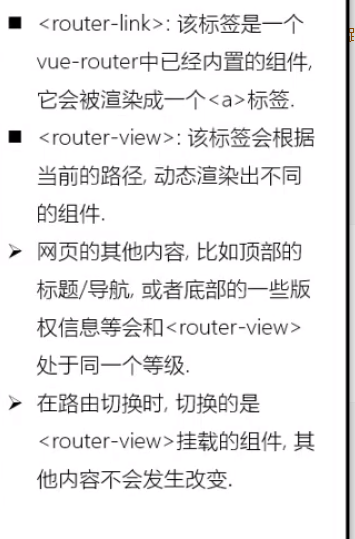 ■ <router-link>: 该标签是一个
vue-router中已经内置的组件,
它会被渲染成一个<a>标签.
■ <router-view>: 该标签会根据
当前的路径, 动态渲染出不同
的组件.
➢ 网页的其他内容, 比如顶部的
标题/导航, 或者底部的一些版
权信息等会和<router-view>
处于同一个等级.
➢ 在路由切换时, 切换的是
<router-view>挂载的组件, 其
他内容不会发生改变.